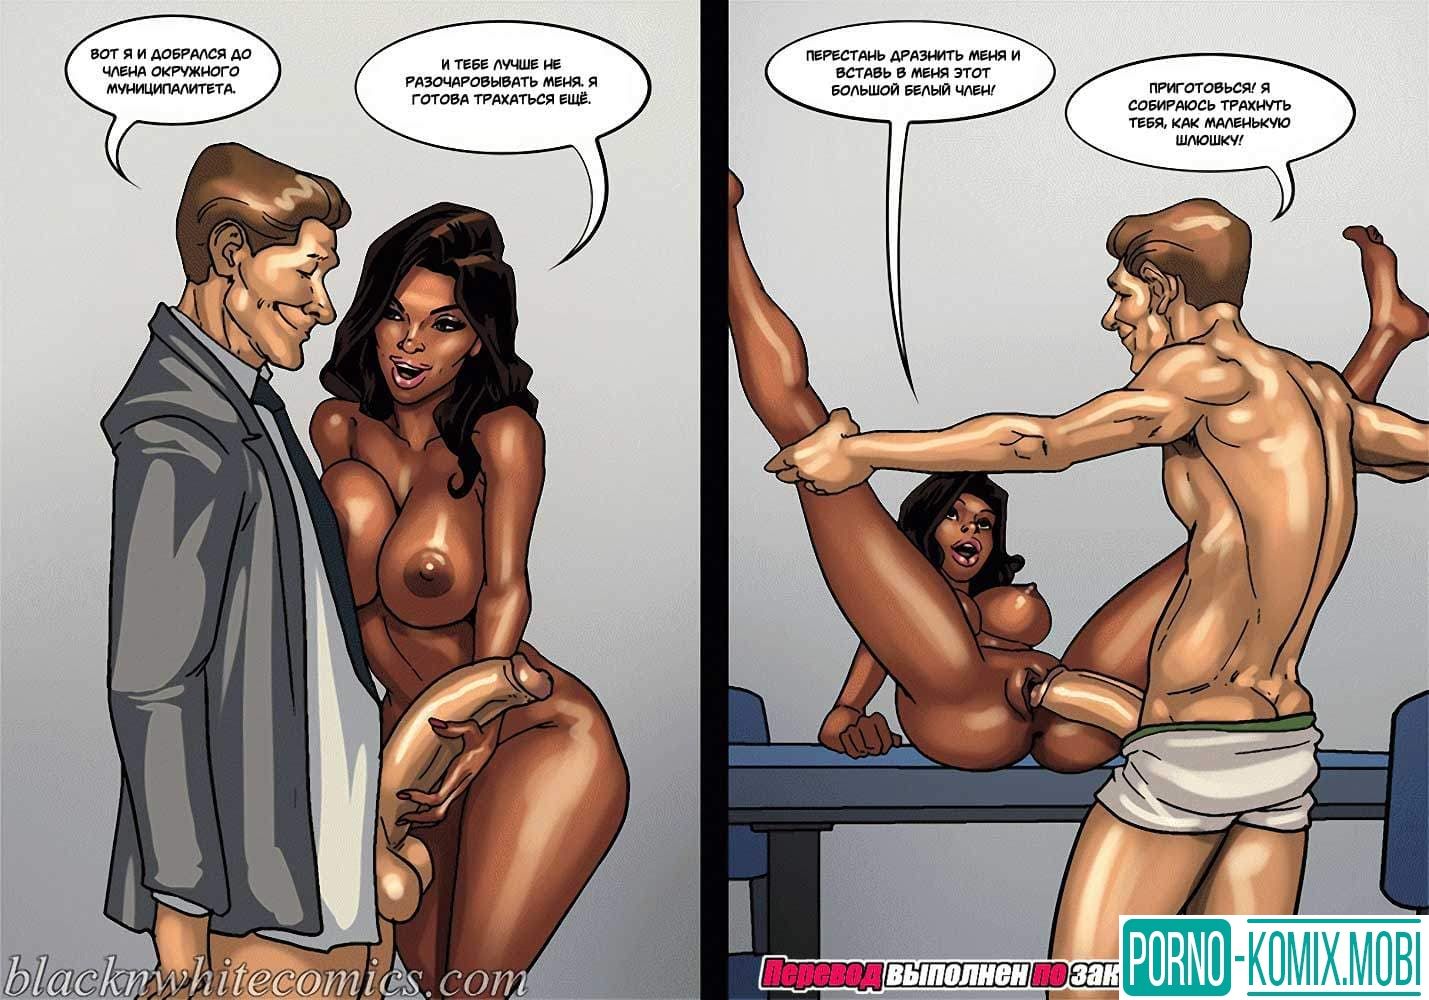 ВОТ Я И ДОБРАЛСЯ ДО
ЧЛЕНА ОКРУЖНОГО
МУНИЦИПАЛИТЕТА.
И ТЕБЕ ЛУЧШЕ НЕ
РАЗОЧАРОВЫВАТЬ МЕНЯ. Я
ГОТОВА ТРАХАТЬСЯ ЕЩЁ.
ПЕРЕСТАНЬ ДРАЗНИТЬ МЕНЯ И
ВСТАВЬ В МЕНЯ ЭТОТ
БОЛЬШОЙ БЕЛЫЙ ЧЛЕН!
ПРИГОТОВЬСЯ! Я
СОБИРАЮСЬ ТРАХНУТЬ
ТЕБЯ, КАК МАЛЕНЬКУЮ
ШЛЮШКУ!
blacknwhitecomics.com
Перевод выполнен по зак
PORNO-KOMIX.MOBI